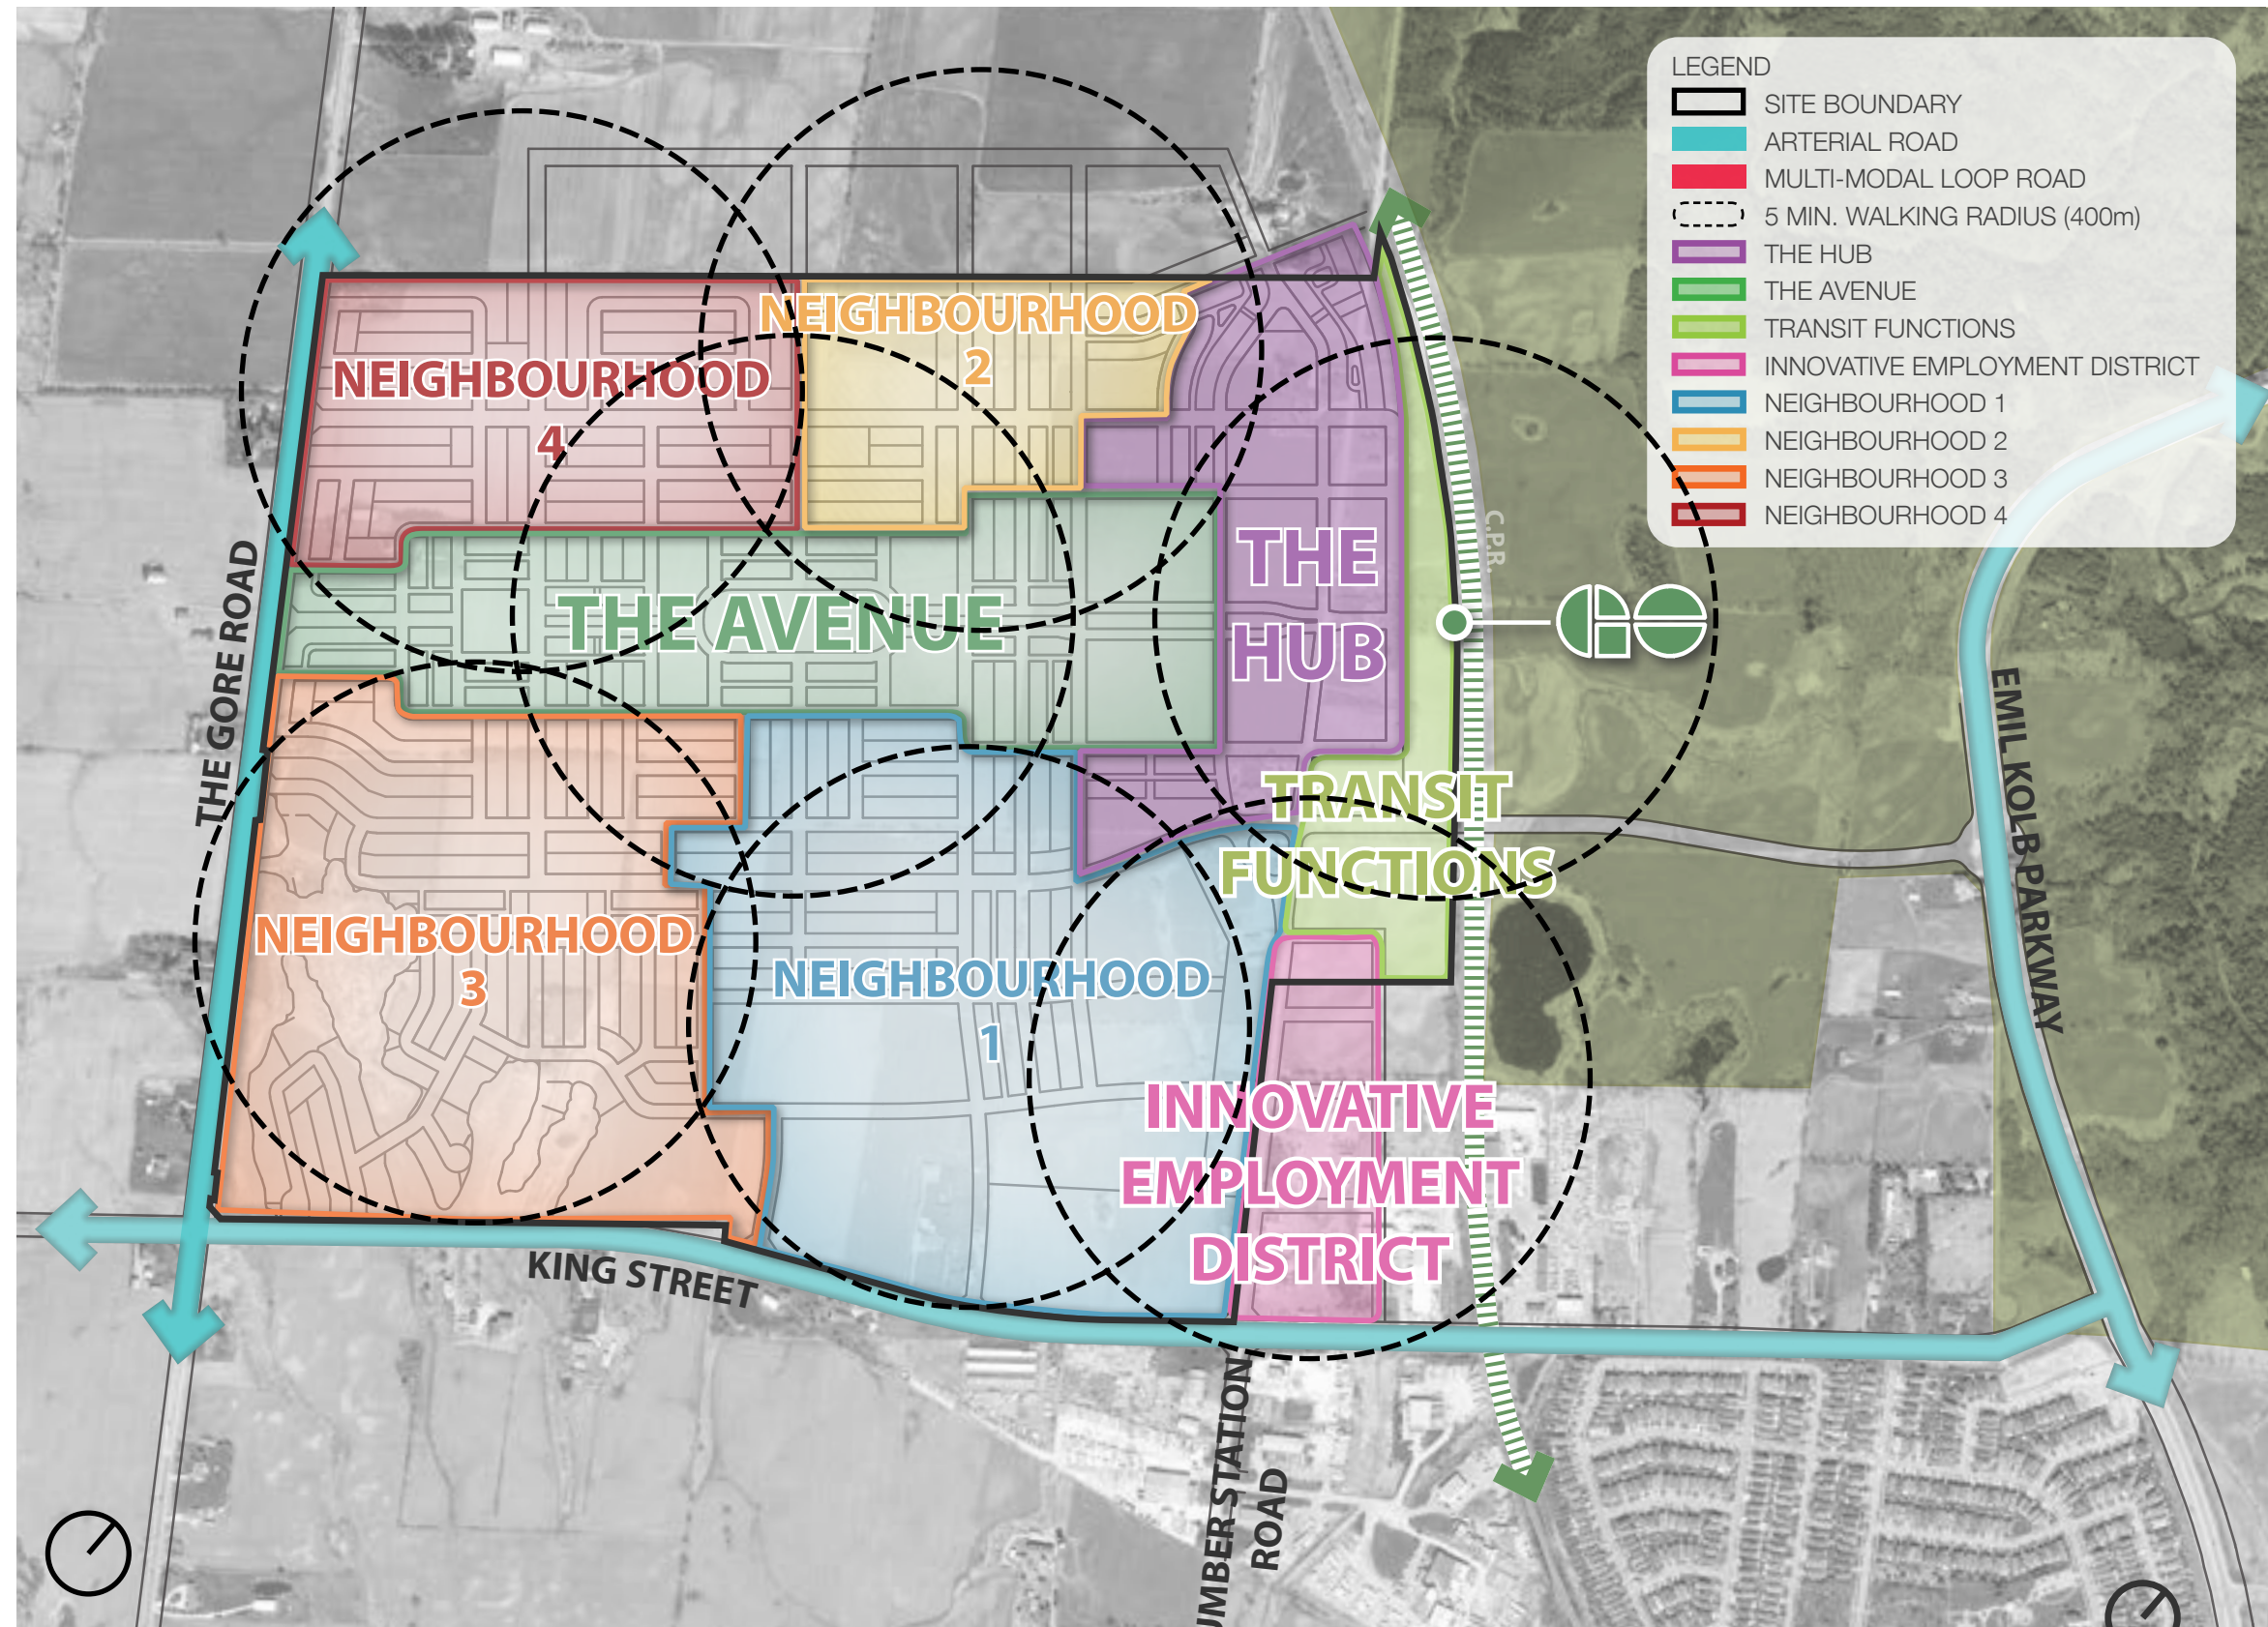 LEGEND
SITE BOUNDARY
ARTERIAL ROAD
MULTI-MODAL LOOP ROAD
5 MIN. WALKING RADIUS (400m)
THE HUB
THE AVENUE
TRANSIT FUNCTIONS
INNOVATIVE EMPLOYMENT DISTRICT
NEIGHBOURHOOD 1
NEIGHBOURHOOD 2
NEIGHBOURHOOD 3
NEIGHBOURHOOD 4
NEIGHBOURHOOD
2
NEIGHBOURHOOD
4
THE
HUB
C.P.R.
THE AVENUE
THE GORE ROAD
EMIL KOLB PARKWAY
TRANSIT
FUNCTIONS
NEIGHBOURHOOD
3
NEIGHBOURHOOD
1
INNOVATIVE
EMPLOYMENT
DISTRICT
KING STREET
UMBER STATION
ROAD